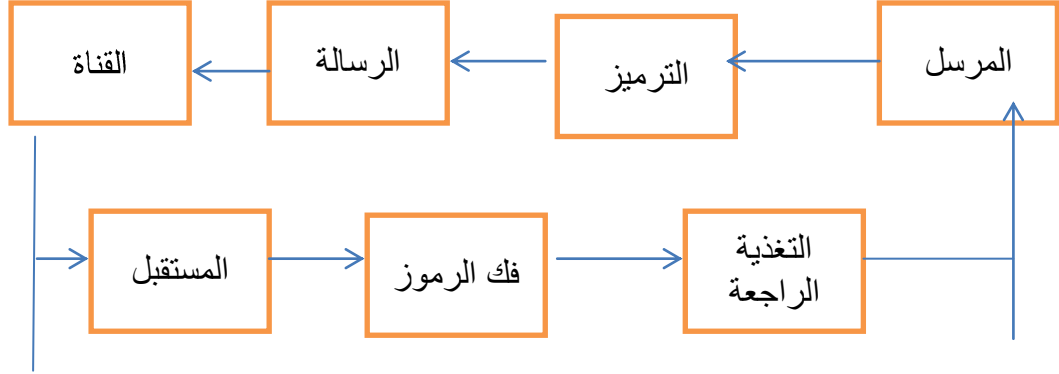 المرسل
الترميز
الرسالة
القناة
المستقبل
فك الرموز
التغذية
الراجعة